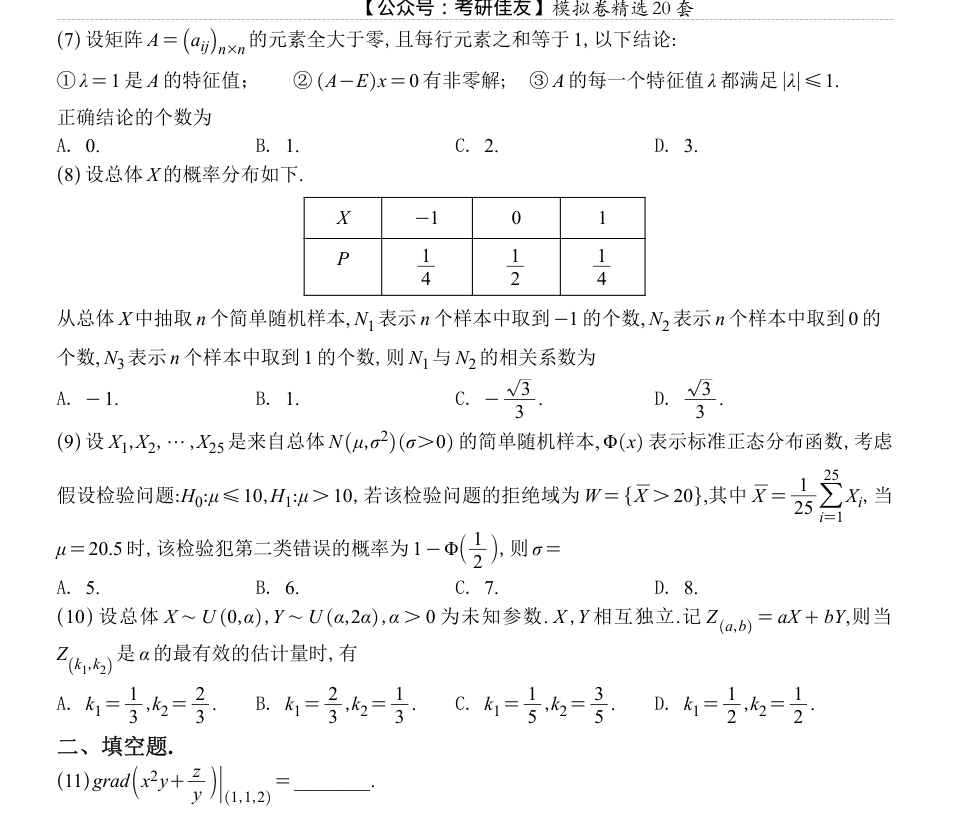 【公众号:考研佳友】模拟卷精选20套
(7) 设矩阵 A=(a_{ij})_{n×n} 的元素全大于零, 且每行元素之和等于1, 以下结论:
①λ=1 是 A 的特征值; ② (A−E)x=0 有非零解; ③ A 的每一个特征值 λ 都满足 |λ|⩽1.
正确结论的个数为
A. 0. B. 1. C. 2. D. 3.
(8) 设总体 X 的概率分布如下.
X −1 0 1
P 1/4 1/2 1/4
从总体 X 中抽取 n 个简单随机样本, N₁ 表示 n 个样本中取到 −1 的个数, N₂ 表示 n 个样本中取到 0 的
个数, N₃ 表示 n 个样本中取到 1 的个数, 则 N₁ 与 N₂ 的相关系数为
A. −1. B. 1. C. −√3/3. D. √3/3.
(9) 设 X₁,X₂, ⋯ ,X₂₅ 是来自总体 N(μ,σ²)(σ>0) 的简单随机样本, Φ(x) 表示标准正态分布函数, 考虑
假设检验问题:H₀:μ⩽10,H₁:μ>10, 若该检验问题的拒绝域为 W={X̅>20},其中 X̅=1/25∑_{i=1}^{25}X_i, 当
μ=20.5 时, 该检验犯第二类错误的概率为 1−Φ(1/2), 则 σ=
A. 5. B. 6. C. 7. D. 8.
(10) 设总体 X~U(0,α),Y~U(α,2α),α>0 为未知参数. X,Y 相互独立.记 Z_{(a,b)}=aX+bY,则当
Z_{(k₁,k₂)} 是 α 的最有效的估计量时, 有
A. k₁=1/3,k₂=2/3. B. k₁=2/3,k₂=1/3. C. k₁=1/5,k₂=3/5. D. k₁=1/2,k₂=1/2.
二、填空题.
(11) grad(x²y+z/y)|_{(1,1,2)}=________.